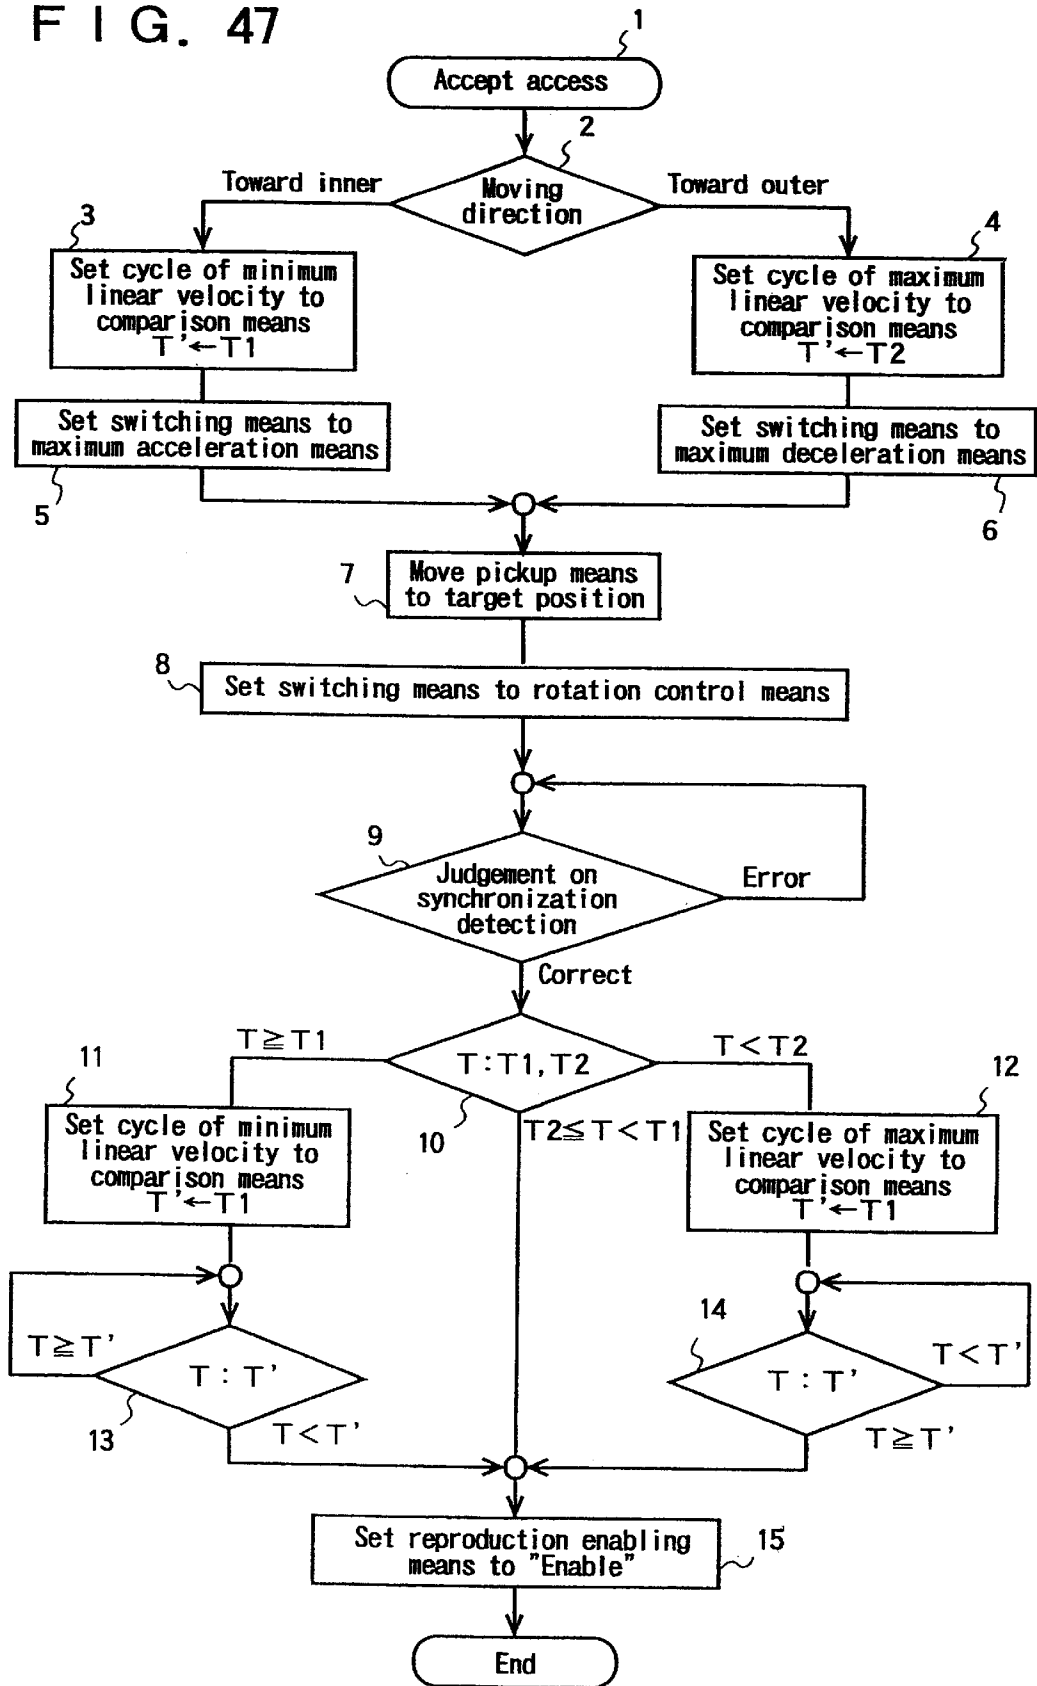 FIG. 47
1
Accept access
2
Moving
direction
Toward inner
Toward outer
3
Set cycle of minimum
linear velocity to
comparison means
T'←T1
4
Set cycle of maximum
linear velocity to
comparison means
T'←T2
Set switching means to
maximum acceleration means
5
Set switching means to
maximum deceleration means
6
7
Move pickup means
to target position
8
Set switching means to rotation control means
9
Judgement on
synchronization
detection
Error
Correct
T≧T1
T:T1,T2
T<T2
10
T2≦T<T1
11
Set cycle of minimum
linear velocity to
comparison means
T'←T1
12
Set cycle of maximum
linear velocity to
comparison means
T'←T1
T≧T'
T : T'
13
T<T'
14
T : T'
T<T'
T≧T'
Set reproduction enabling
means to "Enable"
15
End